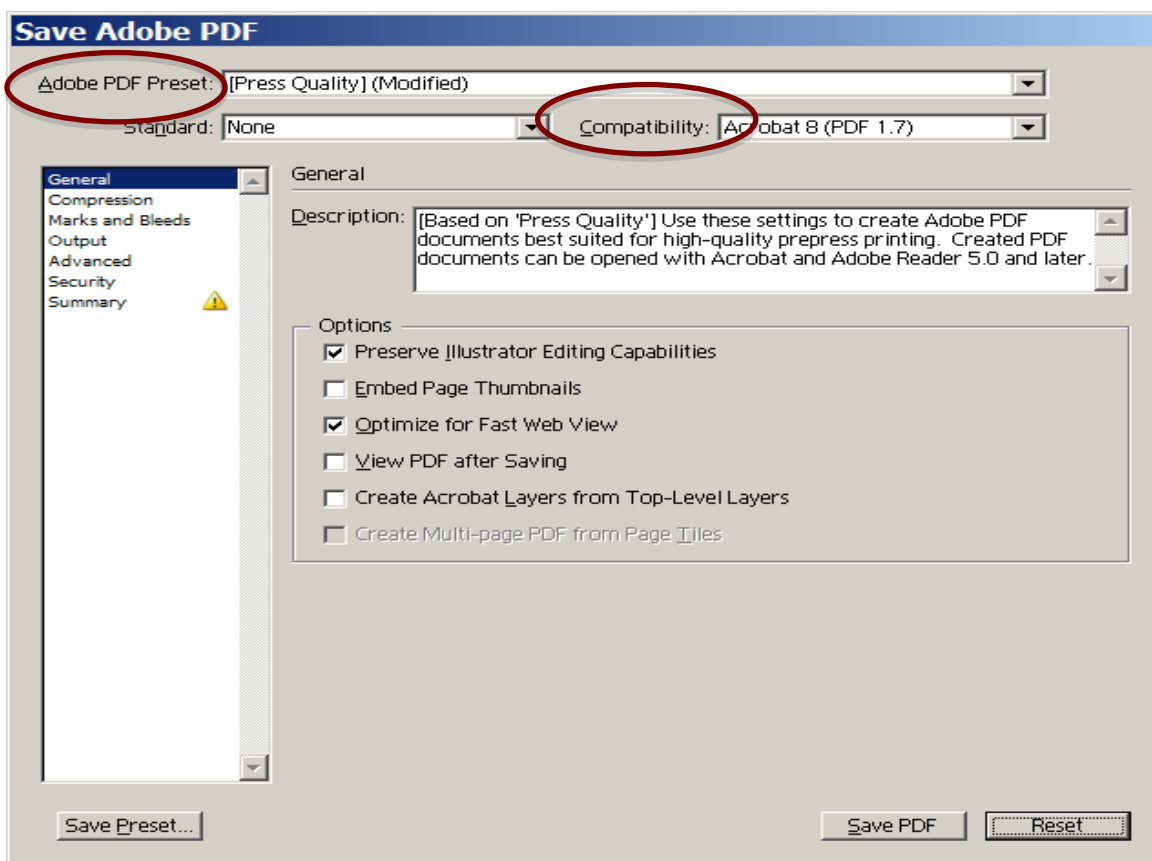 Save Adobe PDF
Adobe PDF Preset: [Press Quality] (Modified)
Standard: None Compatibility: Acrobat 8 (PDF 1.7)
General
Compression
Marks and Bleeds
Output
Advanced
Security
Summary
General
Description: [Based on 'Press Quality'] Use these settings to create Adobe PDF
documents best suited for high-quality prepress printing. Created PDF
documents can be opened with Acrobat and Adobe Reader 5.0 and later.
Options
Preserve Illustrator Editing Capabilities
Embed Page Thumbnails
Optimize for Fast Web View
View PDF after Saving
Create Acrobat Layers from Top-Level Layers
Create Multi-page PDF from Page Tiles
Save Preset... Save PDF Reset